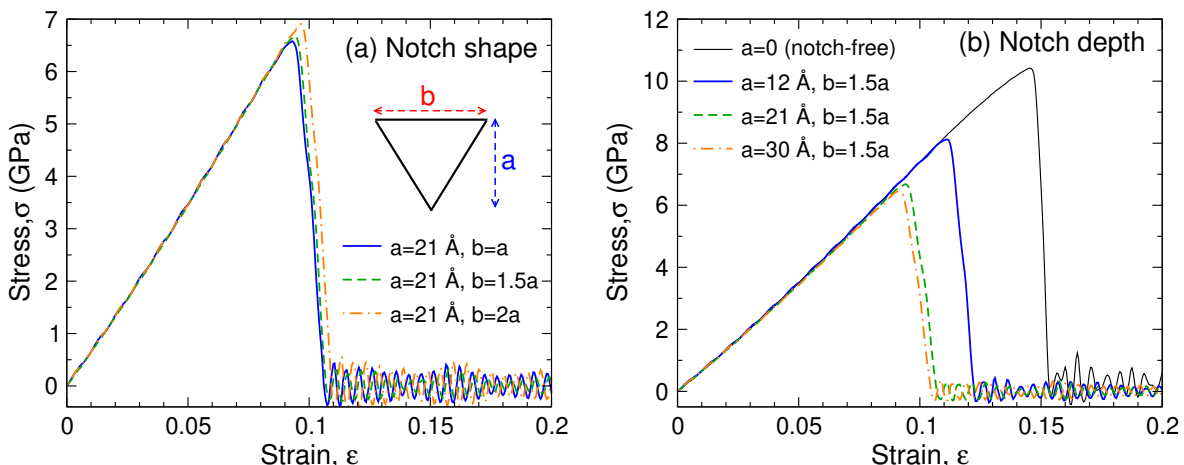 (a) Notch shape
b
a
a=21 Å, b=a
a=21 Å, b=1.5a
a=21 Å, b=2a
7
6
5
4
3
2
1
0
Stress,σ (GPa)
0
0.05
0.1
0.15
0.2
Strain, ε
(b) Notch depth
a=0 (notch-free)
a=12 Å, b=1.5a
a=21 Å, b=1.5a
a=30 Å, b=1.5a
12
10
8
6
4
2
0
Stress,σ (GPa)
0
0.05
0.1
0.15
0.2
Strain, ε